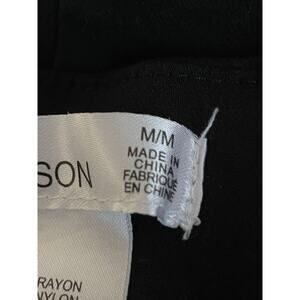 M/M
MADE IN
CHINA
FABRIQUÉ
EN CHINE
SON
RAYON
NYLON